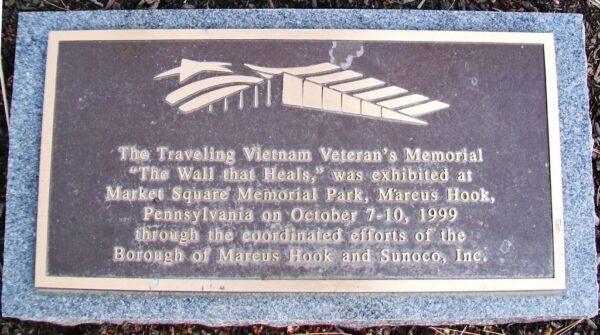 The Traveling Vietnam Veteran's Memorial
"The Wall that Heals," was exhibited at
Market Square Memorial Park, Marcus Hook,
Pennsylvania on October 7-10, 1999
through the coordinated efforts of the
Borough of Marcus Hook and Sunoco, Inc.